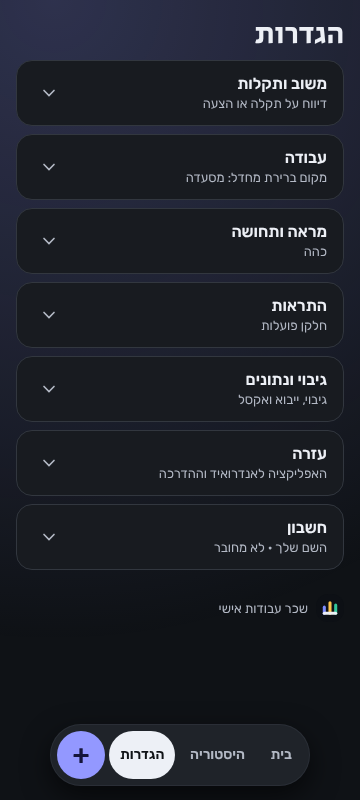 הגדרות
משוב ותקלות
דיווח על תקלה או הצעה
עבודה
מקום ברירת מחדל: מסעדה
מראה ותחושה
כהה
התראות
חלקן פועלות
גיבוי ונתונים
גיבוי, ייבוא ואקסל
עזרה
האפליקציה לאנדרואיד וההדרכה
חשבון
השם שלך • לא מחובר
שכר עבודות אישי
בית היסטוריה הגדרות +